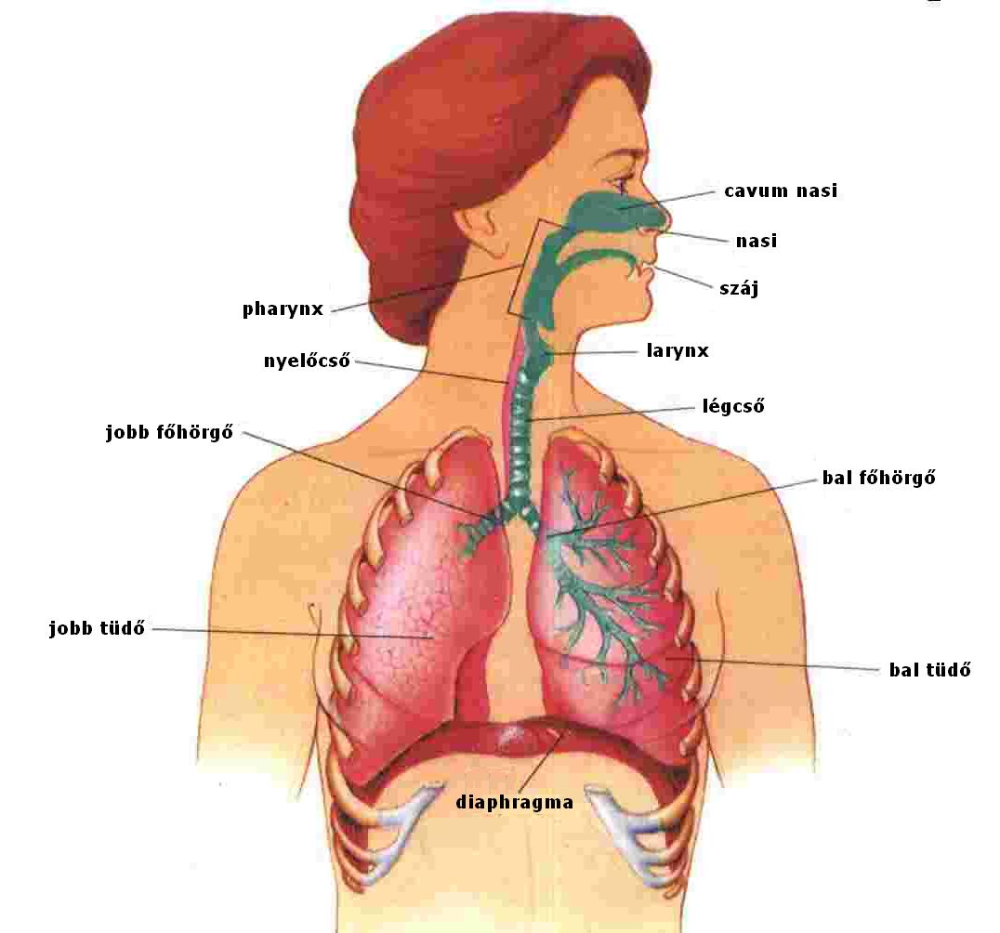 cavum nasi
nasi
száj
pharynx
larynx
nyelőcső
légcső
jobb főhörgő
bal főhörgő
jobb tüdő
bal tüdő
diaphragma